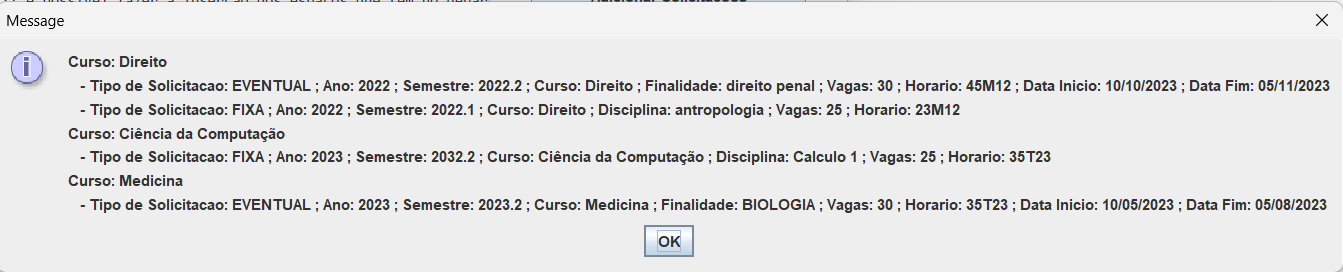 Message
Curso: Direito
- Tipo de Solicitacao: EVENTUAL ; Ano: 2022 ; Semestre: 2022.2 ; Curso: Direito ; Finalidade: direito penal ; Vagas: 30 ; Horario: 45M12 ; Data Inicio: 10/10/2023 ; Data Fim: 05/11/2023
- Tipo de Solicitacao: FIXA ; Ano: 2022 ; Semestre: 2022.1 ; Curso: Direito ; Disciplina: antropologia ; Vagas: 25 ; Horario: 23M12
Curso: Ciência da Computação
- Tipo de Solicitacao: FIXA ; Ano: 2023 ; Semestre: 2032.2 ; Curso: Ciência da Computação ; Disciplina: Calculo 1 ; Vagas: 25 ; Horario: 35T23
Curso: Medicina
- Tipo de Solicitacao: EVENTUAL ; Ano: 2023 ; Semestre: 2023.2 ; Curso: Medicina ; Finalidade: BIOLOGIA ; Vagas: 30 ; Horario: 35T23 ; Data Inicio: 10/05/2023 ; Data Fim: 05/08/2023
OK